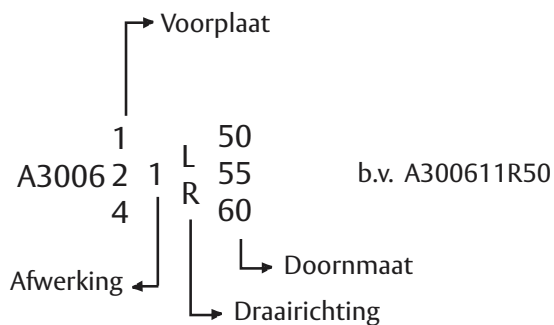 Voorplaat
1 50
L
A3006 2 1 55 b.v. A300611R50
R
4 60
Doornmaat
Afwerking
Draairichting